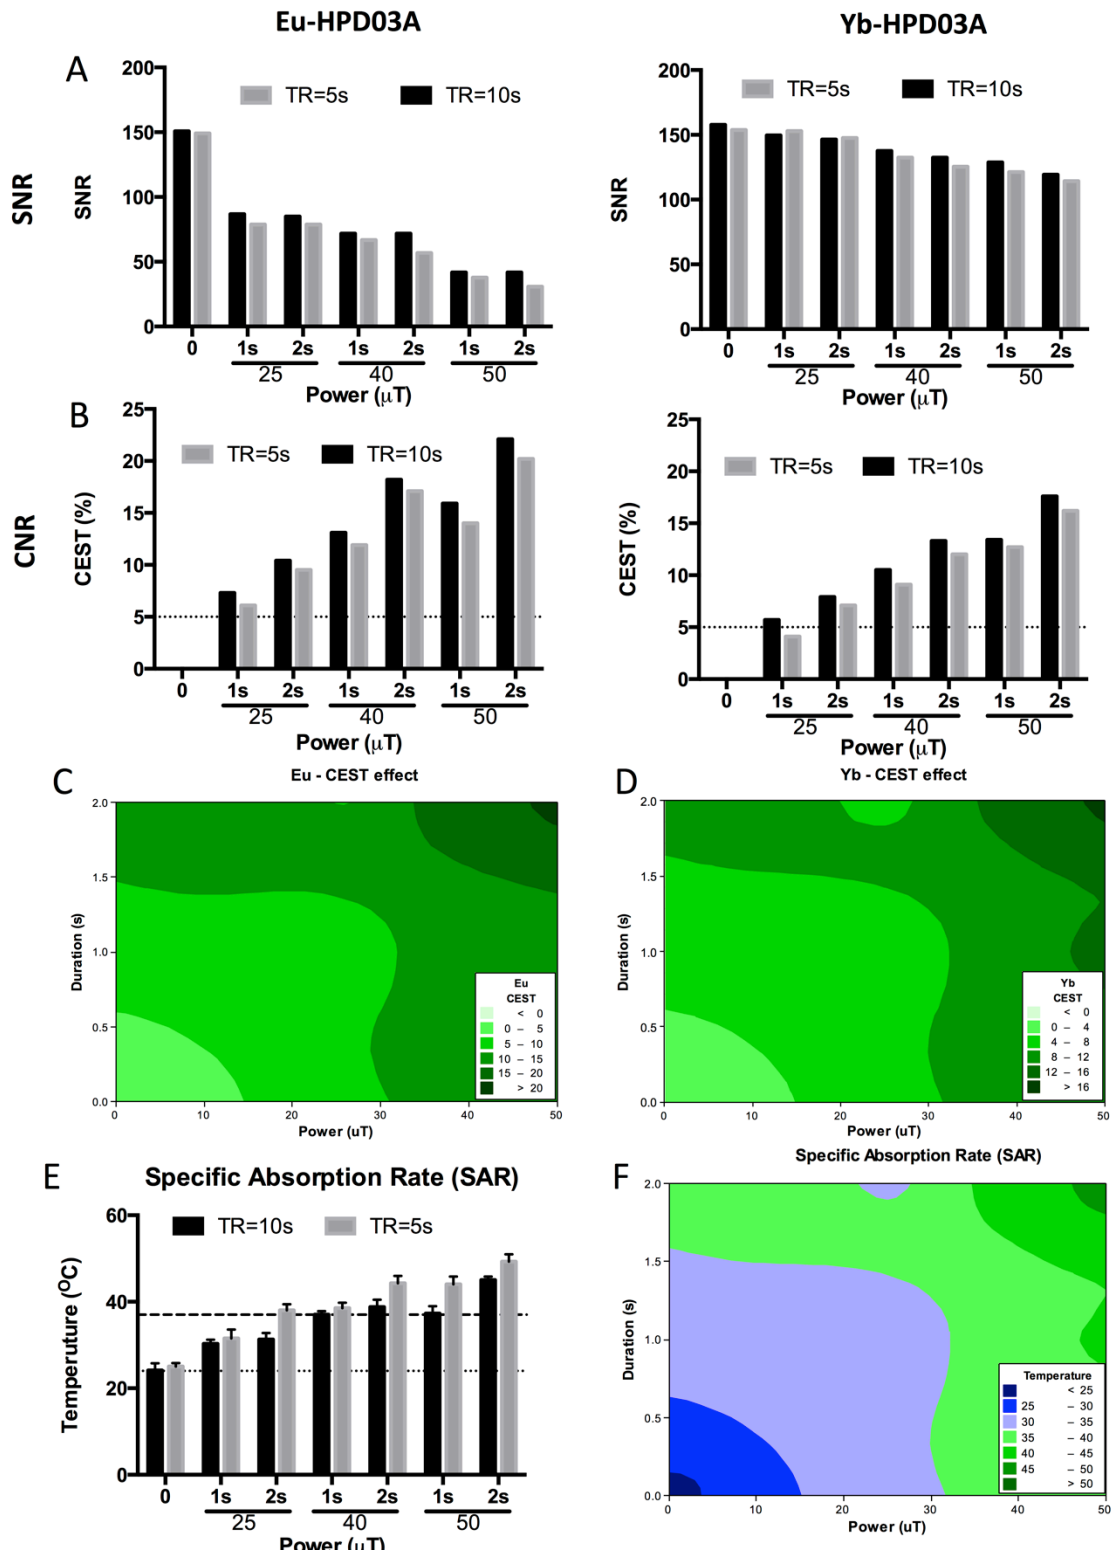 Eu-HPD03A
Yb-HPD03A
A
SNR
SNR
200
150
100
50
0
TR=5s TR=10s
0 1s 2s 1s 2s 1s 2s
25 40 50
Power (μT)
SNR
200
150
100
50
0
TR=5s TR=10s
0 1s 2s 1s 2s 1s 2s
25 40 50
Power (μT)
B
CNR
CEST (%)
25
20
15
10
5
0
TR=5s TR=10s
0 1s 2s 1s 2s 1s 2s
25 40 50
Power (μT)
CEST (%)
25
20
15
10
5
0
TR=5s TR=10s
0 1s 2s 1s 2s 1s 2s
25 40 50
Power (μT)
C
Eu - CEST effect
Duration (s)
2.0
1.5
1.0
0.5
0.0
0 10 20 30 40 50
Power (uT)
Eu
CEST
< 0
0 – 5
5 – 10
10 – 15
15 – 20
> 20
D
Yb - CEST effect
Duration (s)
2.0
1.5
1.0
0.5
0.0
0 10 20 30 40 50
Power (uT)
Yb
CEST
< 0
0 – 4
4 – 8
8 – 12
12 – 16
> 16
E
Specific Absorption Rate (SAR)
Temperuture (ᴼC)
60
40
20
0
TR=10s TR=5s
0 1s 2s 1s 2s 1s 2s
25 40 50
Power (μT)
F
Specific Absorption Rate (SAR)
Duration (s)
2.0
1.5
1.0
0.5
0.0
0 10 20 30 40 50
Power (uT)
Temperature
< 25
25 – 30
30 – 35
35 – 40
40 – 45
45 – 50
> 50